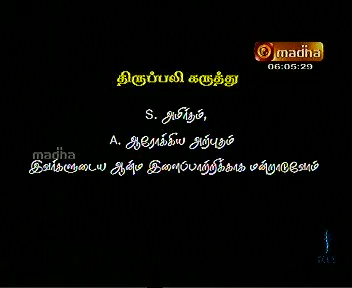 madha
06:05:29
திருப்பலி கருத்து
S. அமிர்தம்,
A. ஆரோக்கிய அற்புதம்
madha
இவர்களுடைய ஆன்ம இளைப்பாற்றிக்காக மன்றாடுவோம்